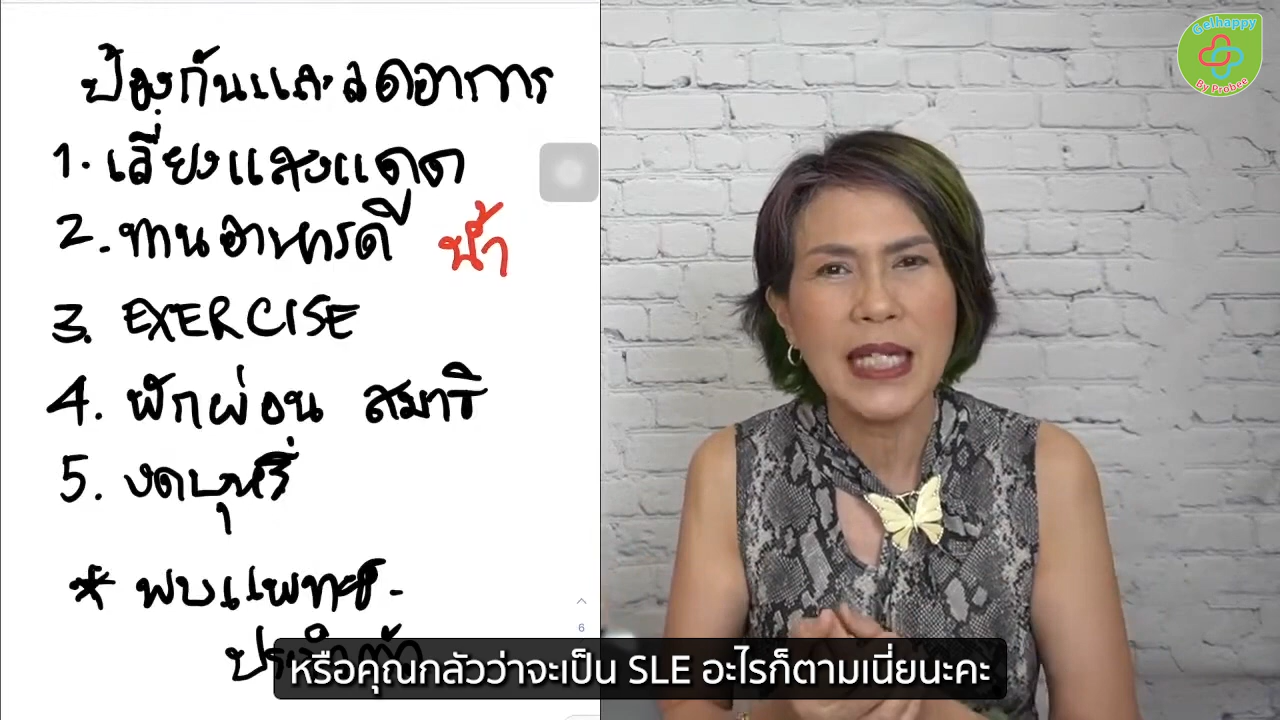 ป้องกันและลดอาการ
1. เลี่ยงแสงแดด
2. ทานอาหารดี น้ำ
3. EXERCISE
4. พักผ่อน สมาธิ
5. งดบุหรี่
* พบแพทย์-
6
หรือคุณกลัวว่าจะเป็น SLE อะไรก็ตามเนี่ยนะคะ
Gelhappy
By Probee